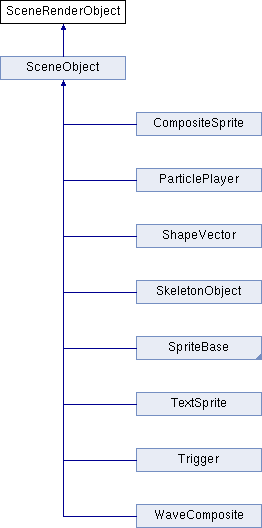 SceneRenderObject
SceneObject
CompositeSprite
ParticlePlayer
ShapeVector
SkeletonObject
SpriteBase
TextSprite
Trigger
WaveComposite